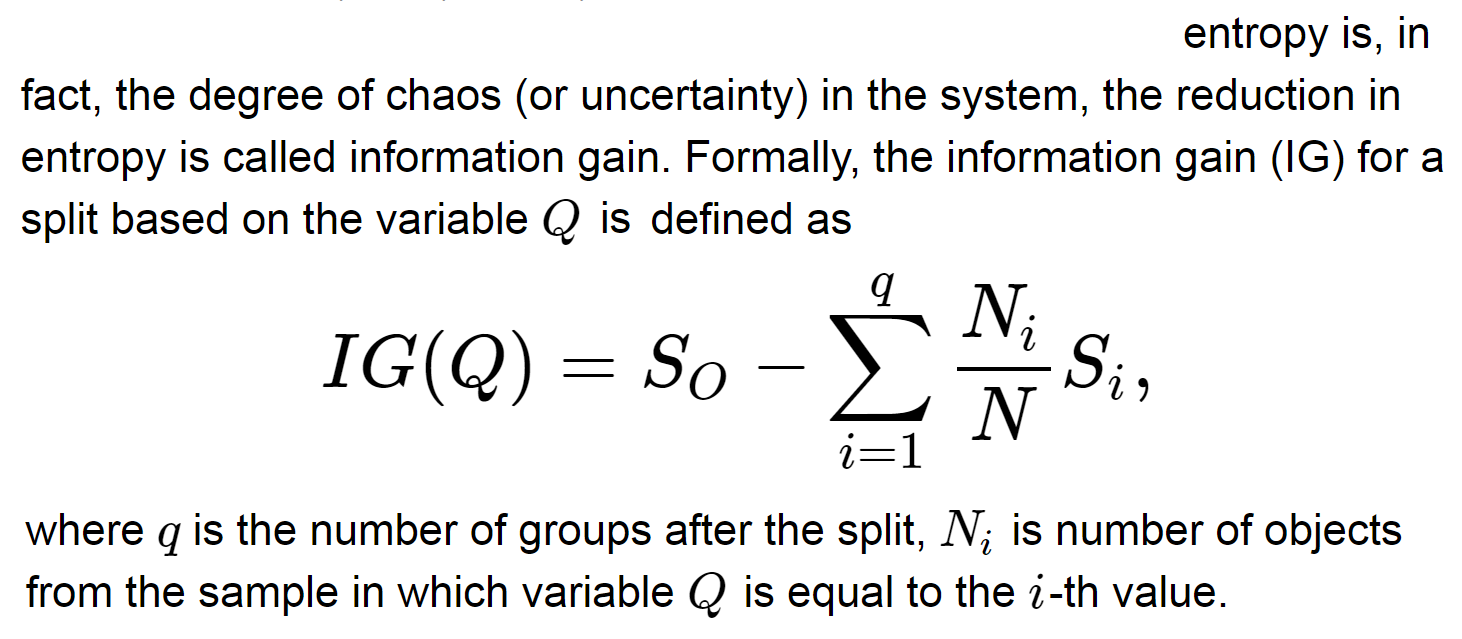 entropy is, in
fact, the degree of chaos (or uncertainty) in the system, the reduction in
entropy is called information gain. Formally, the information gain (IG) for a
split based on the variable Q is defined as
IG(Q) = S_O − ∑_{i=1}^{q} \frac{N_i}{N} S_i,
where q is the number of groups after the split, N_i is number of objects
from the sample in which variable Q is equal to the i-th value.